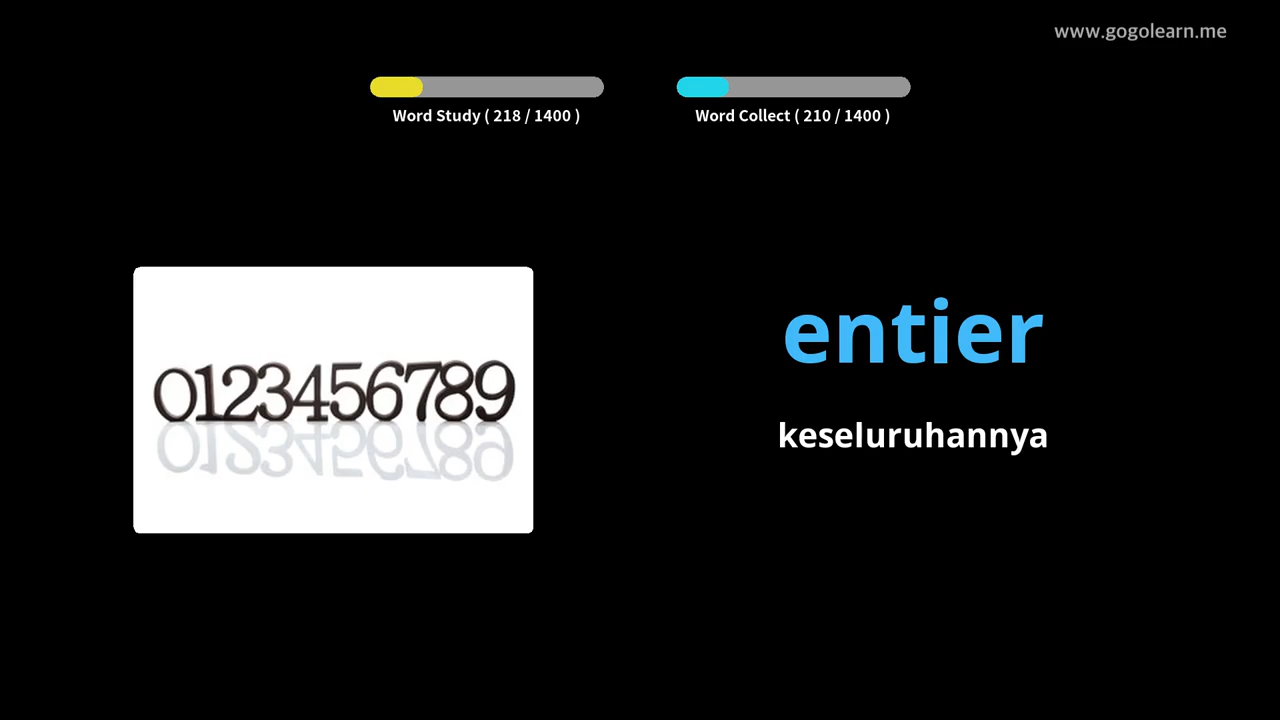 www.gogolearn.me
Word Study ( 218 / 1400 )
Word Collect ( 210 / 1400 )
0123456789
entier
keseluruhannya